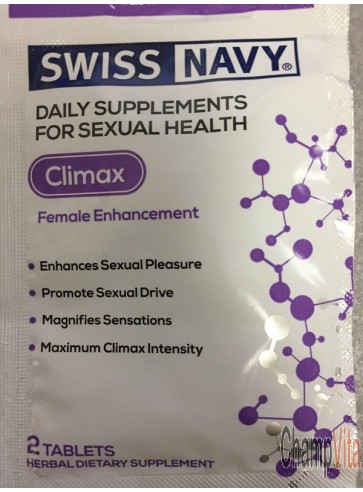 SWISS NAVY®
DAILY SUPPLEMENTS
FOR SEXUAL HEALTH
Climax
Female Enhancement
• Enhances Sexual Pleasure
• Promote Sexual Drive
• Magnifies Sensations
• Maximum Climax Intensity
2 TABLETS
HERBAL DIETARY SUPPLEMENT
ChampVita